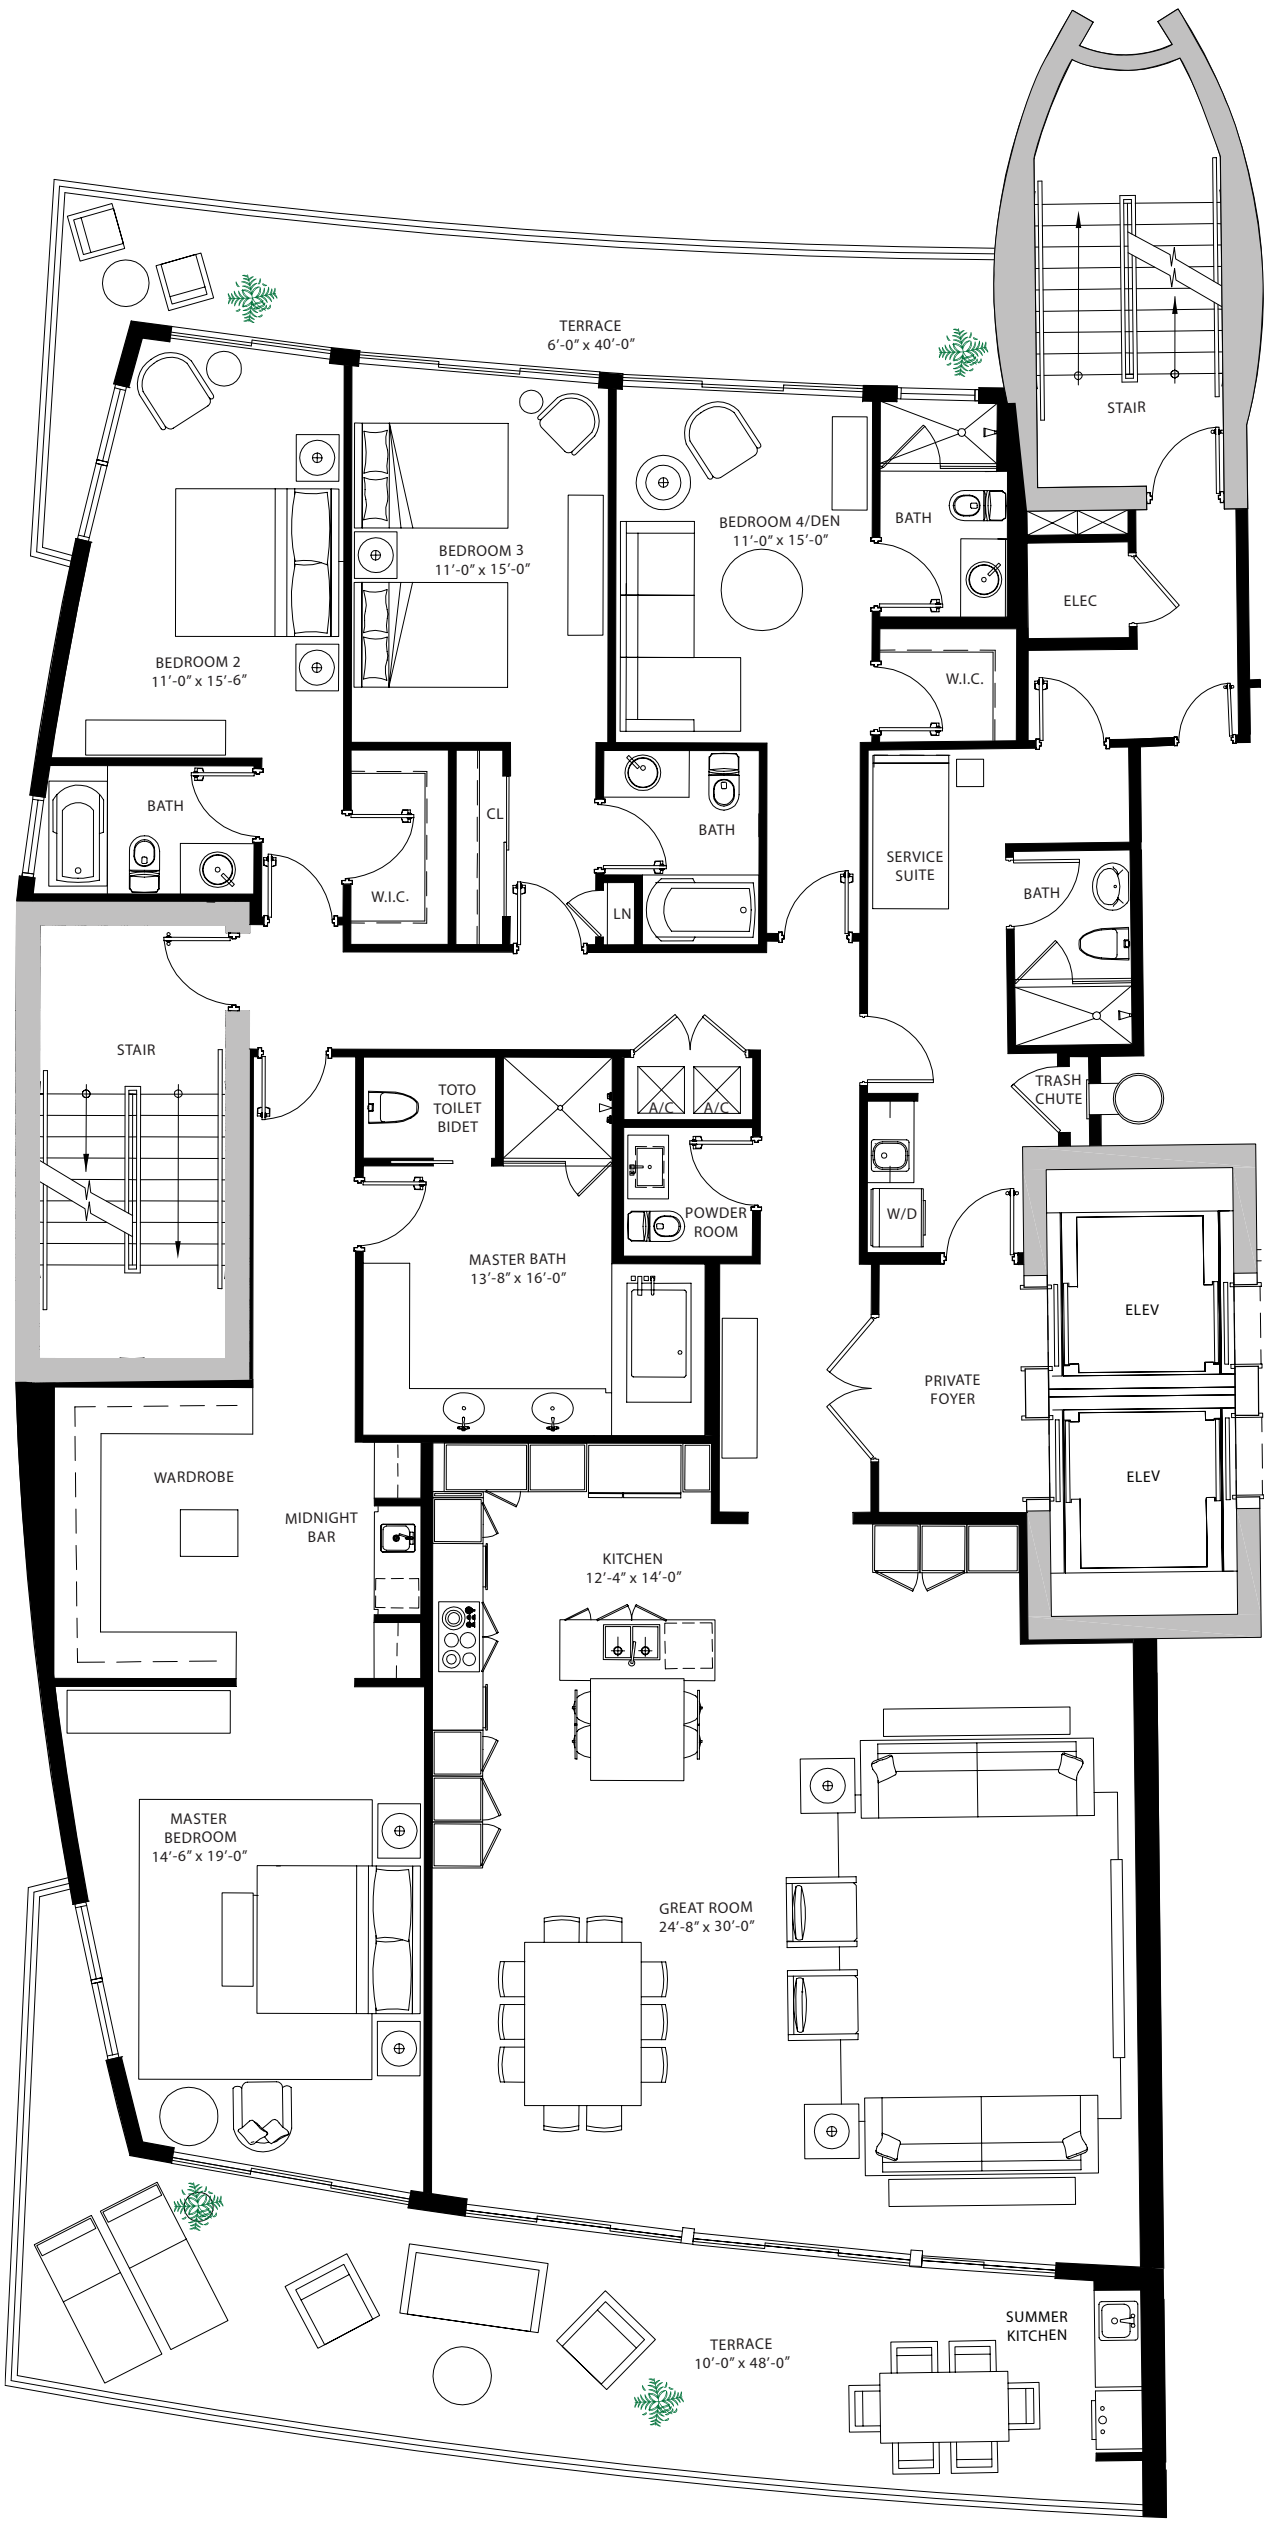 TERRACE
6'-0" x 40'-0"
STAIR
BEDROOM 4/DEN
11'-0" x 15'-0"
BATH
BEDROOM 3
11'-0" x 15'-0"
ELEC
BEDROOM 2
11'-0" x 15'-6"
W.I.C.
BATH
CL
BATH
SERVICE
SUITE
BATH
W.I.C.
LN
STAIR
TOTO
TOILET
BIDET
A/C
A/C
TRASH
CHUTE
POWDER
ROOM
W/D
MASTER BATH
13'-8" x 16'-0"
ELEV
PRIVATE
FOYER
WARDROBE
ELEV
MIDNIGHT
BAR
KITCHEN
12'-4" x 14'-0"
MASTER
BEDROOM
14'-6" x 19'-0"
GREAT ROOM
24'-8" x 30'-0"
SUMMER
KITCHEN
TERRACE
10'-0" x 48'-0"